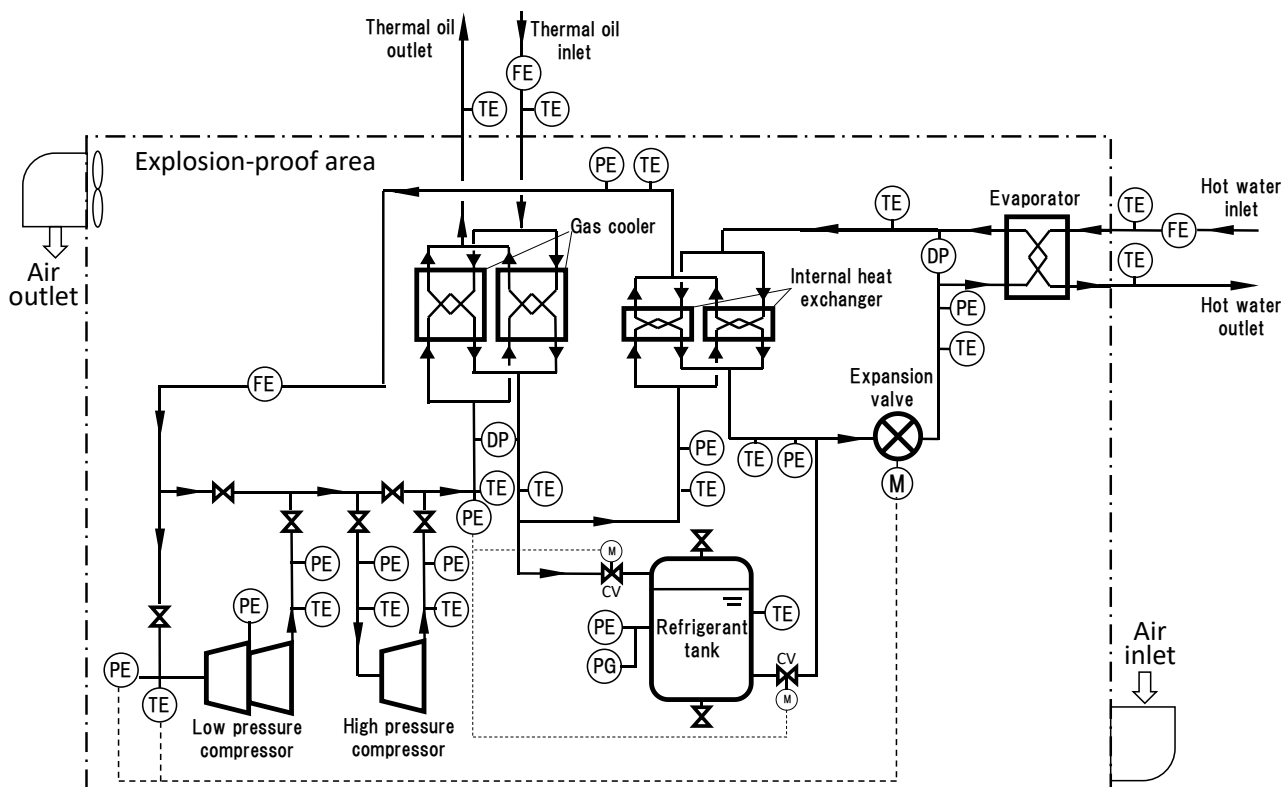 Thermal oil
outlet
Thermal oil
inlet
FE
TE
TE
Explosion-proof area
PE
TE
Air
outlet
Gas cooler
TE
Evaporator
TE
Hot water
inlet
FE
DP
TE
Internal heat
exchanger
PE
Hot water
outlet
TE
FE
Expansion
valve
DP
PE
TE
PE
TE
TE
TE
M
PE
M
PE
PE
PE
CV
PE
TE
TE
TE
TE
PE
Refrigerant
tank
PE
PG
CV
Air
inlet
TE
M
Low pressure
compressor
High pressure
compressor